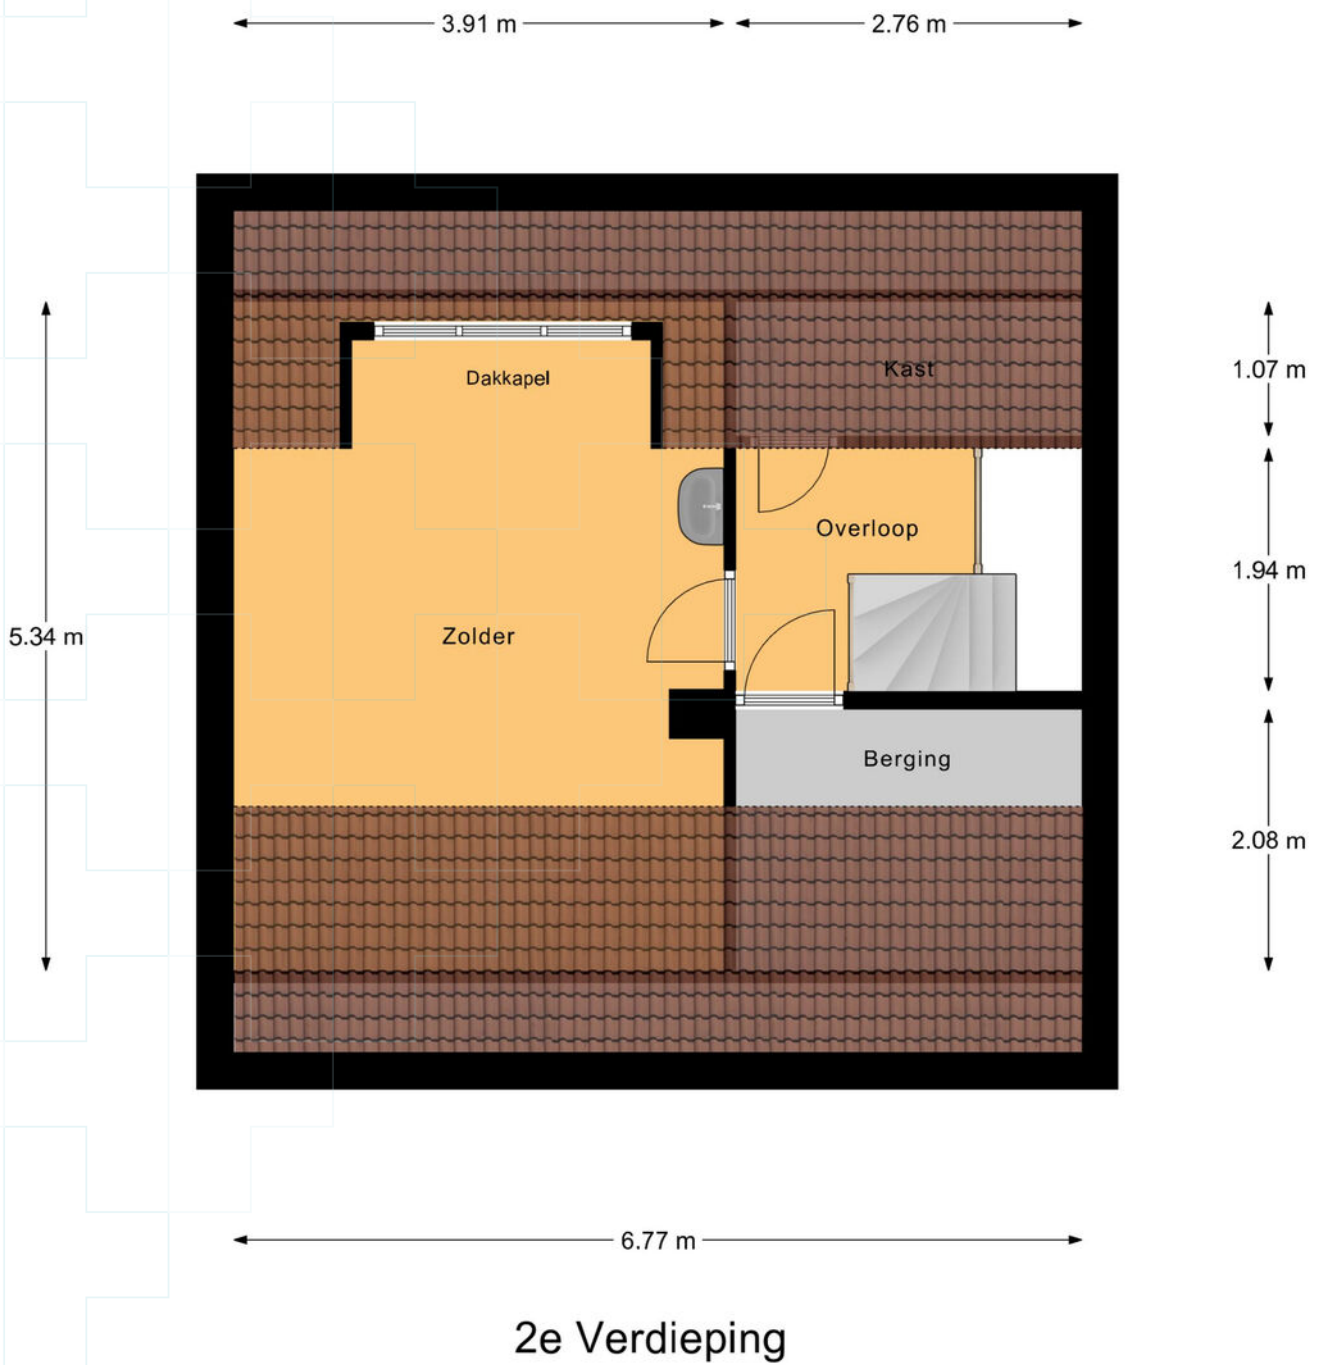 3.91 m
2.76 m
Dakkapel
Kast
1.07 m
Overloop
1.94 m
5.34 m
Zolder
Berging
2.08 m
6.77 m
2e Verdieping